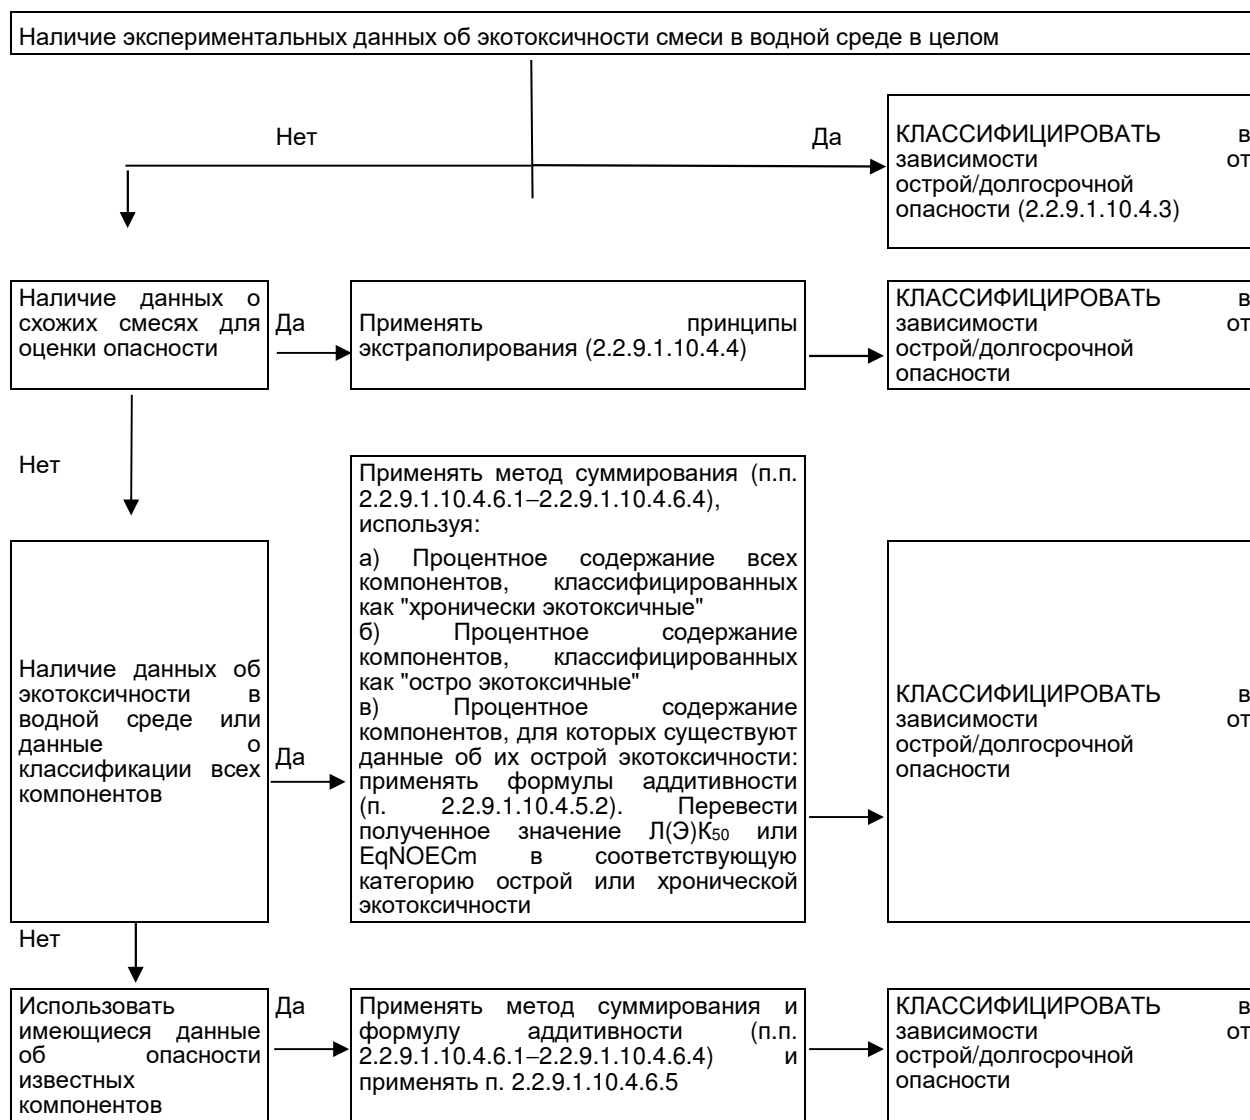 Наличие экспериментальных данных об экотоксичности смеси в водной среде в целом
Нет
Да
КЛАССИФИЦИРОВАТЬ в
зависимости от
острой/долгосрочной
опасности (2.2.9.1.10.4.3)
Наличие данных о
схожих смесях для
оценки опасности
Да
Применять принципы
экстраполирования (2.2.9.1.10.4.4)
КЛАССИФИЦИРОВАТЬ в
зависимости от
острой/долгосрочной
опасности
Нет
Наличие данных об
экотоксичности в
водной среде или
данные о
классификации всех
компонентов
Да
Применять метод суммирования (п.п.
2.2.9.1.10.4.6.1–2.2.9.1.10.4.6.4),
используя:
а) Процентное содержание всех
компонентов, классифицированных
как "хронически экотоксичные"
б) Процентное содержание
компонентов, классифицированных
как "остро экотоксичные"
в) Процентное содержание
компонентов, для которых существуют
данные об их острой экотоксичности:
применять формулы аддитивности
(п. 2.2.9.1.10.4.5.2). Перевести
полученное значение Л(Э)К50 или
EqNOECm в соответствующую
категорию острой или хронической
экотоксичности
КЛАССИФИЦИРОВАТЬ в
зависимости от
острой/долгосрочной
опасности
Нет
Использовать
имеющиеся данные
об опасности
известных
компонентов
Да
Применять метод суммирования и
формулу аддитивности (п.п.
2.2.9.1.10.4.6.1–2.2.9.1.10.4.6.4) и
применять п. 2.2.9.1.10.4.6.5
КЛАССИФИЦИРОВАТЬ в
зависимости от
острой/долгосрочной
опасности